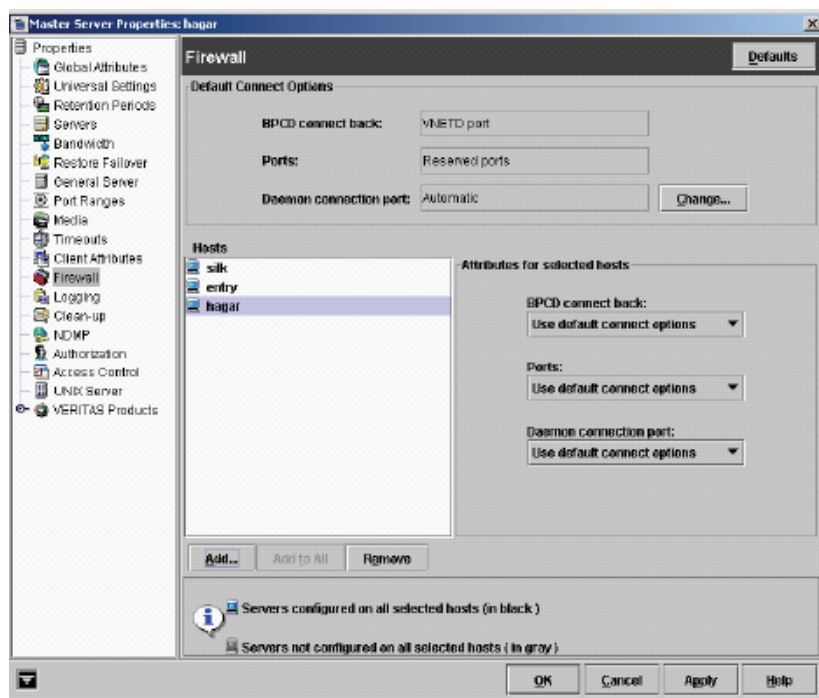 Master Server Properties: hagar
Properties
Global Attributes
Universal Settings
Retention Periods
Servers
Bandwidth
Restore Failover
General Server
Port Ranges
Media
Timeouts
Client Attributes
Firewall
Logging
Clean-up
NDMP
Authorization
Access Control
UNIX Server
VERITAS Products
Firewall
Defaults
Default Connect Options
BPCD connect back: VNETD port
Ports: Reserved ports
Daemon connection port: Automatic
Change...
Hosts
silk
entry
hagar
Attributes for selected hosts
BPCD connect back:
Use default connect options
Ports:
Use default connect options
Daemon connection port:
Use default connect options
Add... Add to All Remove
Servers configured on all selected hosts (in black )
Servers not configured on all selected hosts ( in gray )
OK Cancel Apply Help